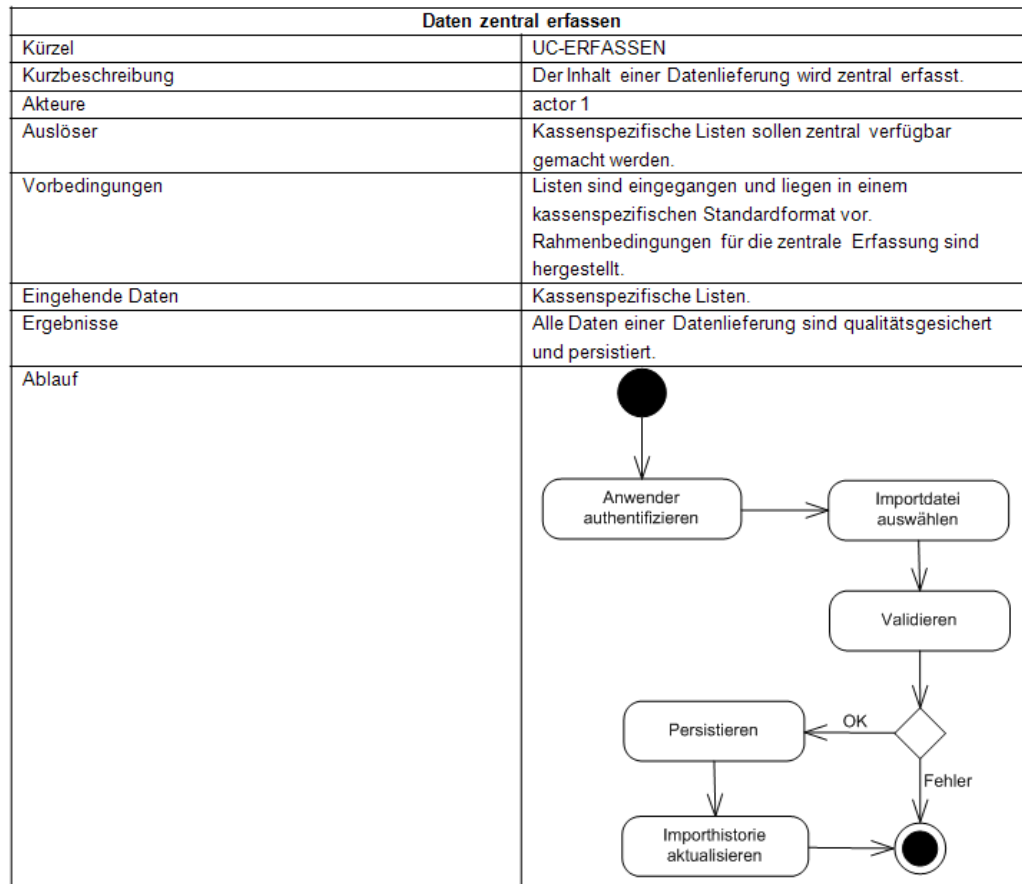 Daten zentral erfassen
Kürzel
UC-ERFASSEN
Kurzbeschreibung
Der Inhalt einer Datenlieferung wird zentral erfasst.
Akteure
actor 1
Auslöser
Kassenspezifische Listen sollen zentral verfügbar
gemacht werden.
Vorbedingungen
Listen sind eingegangen und liegen in einem
kassenspezifischen Standardformat vor.
Rahmenbedingungen für die zentrale Erfassung sind
hergestellt.
Eingehende Daten
Kassenspezifische Listen.
Ergebnisse
Alle Daten einer Datenlieferung sind qualitätsgesichert
und persistiert.
Ablauf
Anwender
authentifizieren
Importdatei
auswählen
Validieren
OK
Persistieren
Fehler
Importhistorie
aktualisieren